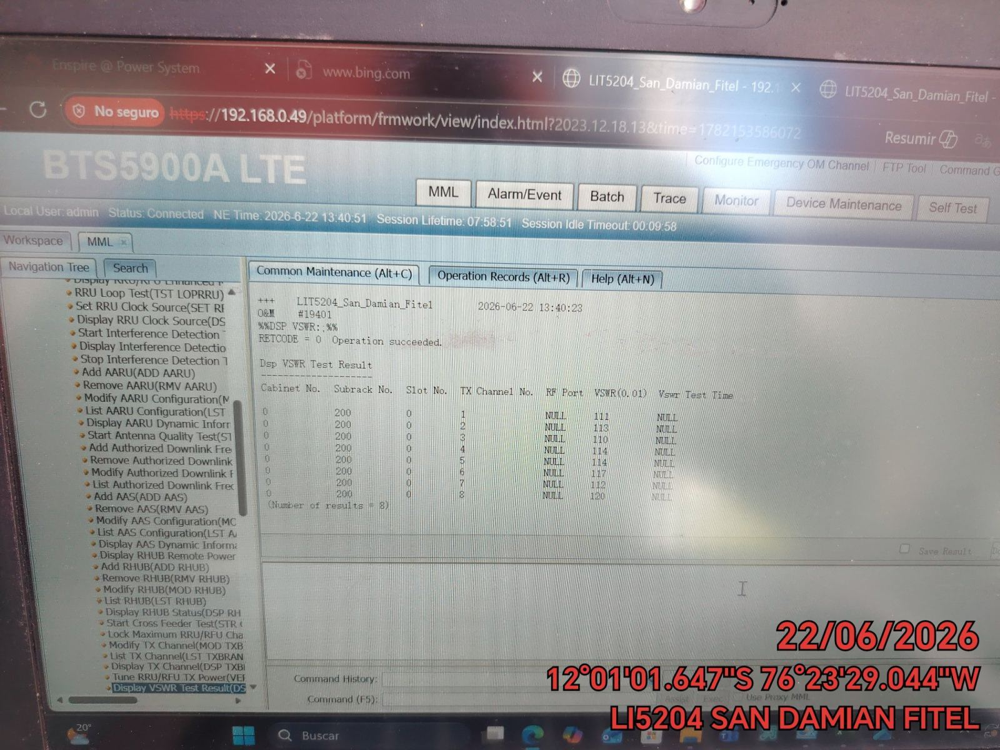 Enspire @ Power System
www.bing.com
LIT5204_San_Damian_Fitel - 192.1
LIT5204_San_Damian_Fitel -
No seguro https://192.168.0.49/platform/frmwork/view/index.html?2023.12.18.13&time=1782153586072
Resumir
BTS5900A LTE
Configure Emergency OM Channel | FTP Tool | Command
MML Alarm/Event Batch Trace Monitor Device Maintenance Self Test
Local User: admin Status: Connected NE Time: 2026-6-22 13:40:51 Session Lifetime: 07:58:51 Session Idle Timeout: 00:09:58
Workspace MML
Navigation Tree Search
Common Maintenance (Alt+C) Operation Records (Alt+R) Help (Alt+N)
RRU Loop Test(TST LOPRRU)
Set RRU Clock Source(SET
Display RRU Clock Source(DS
Start Interference Detection
Display Interference Detectio
Stop Interference Detection
Add AARU(ADD AARU)
Remove AARU(RMV AARU)
Modify AARU Configuration(M
List AARU Configuration(LST
Display AARU Dynamic Inforr
Start Antenna Quality Test(ST
Add Authorized Downlink Fre
Remove Authorized Downlink
Modify Authorized Downlink F
List Authorized Downlink Frec
Add AAS(ADD AAS)
Remove AAS(RMV AAS)
Modify AAS Configuration(MC
List AAS Configuration(LST
Display AAS Dynamic Informa
Display RHUB Remote Power
Add RHUB(ADD RHUB)
Remove RHUB(RMV RHUB)
Modify RHUB(MOD RHUB)
List RHUB(LST RHUB)
Display RHUB Status(DSP RH
Start Cross Feeder Test(STR
Lock Maximum RRU/RFU Cha
Modify TX Channel(MOD TXB
List TX Channel(LST TXBRAN
Display TX Channel(DSP TXB
Tune RRU/RFU TX Power(VER
Display VSWR Test Result(DS
+++ LIT5204_San_Damian_Fitel 2026-06-22 13:40:23
O&M #19401
%%DSP VSWR:;%%
RETCODE = 0 Operation succeeded.
Dsp VSWR Test Result
--------------------
Cabinet No. Subrack No. Slot No. TX Channel No. RF Port VSWR(0.01) Vswr Test Time
0 200 0 1 NULL 111 NULL
0 200 0 2 NULL 113 NULL
0 200 0 3 NULL 110 NULL
0 200 0 4 NULL 114 NULL
0 200 0 5 NULL 114 NULL
0 200 0 6 NULL 117 NULL
0 200 0 7 NULL 112 NULL
0 200 0 8 NULL 120 NULL
(Number of results = 8)
Save Result
Command History:
Command (F5):
Assist Exec Use Proxy MML
22/06/2026
12°01'01.647"S 76°23'29.044"W
LI5204 SAN DAMIAN FITEL
20°
Buscar